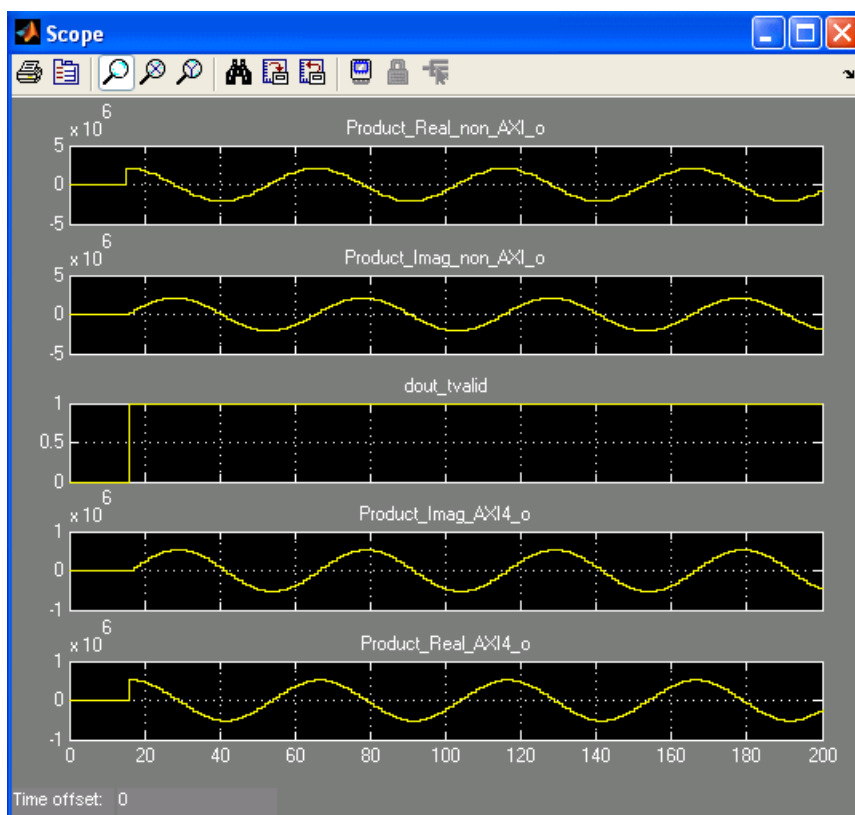 Scope
x 10^6
Product_Real_non_AXI_o
5
0
-5
x 10^6
Product_Imag_non_AXI_o
5
0
-5
dout_tvalid
1
0.5
0
x 10^6
Product_Imag_AXI4_o
1
0
-1
x 10^6
Product_Real_AXI4_o
1
0
-1
0 20 40 60 80 100 120 140 160 180 200
Time offset: 0